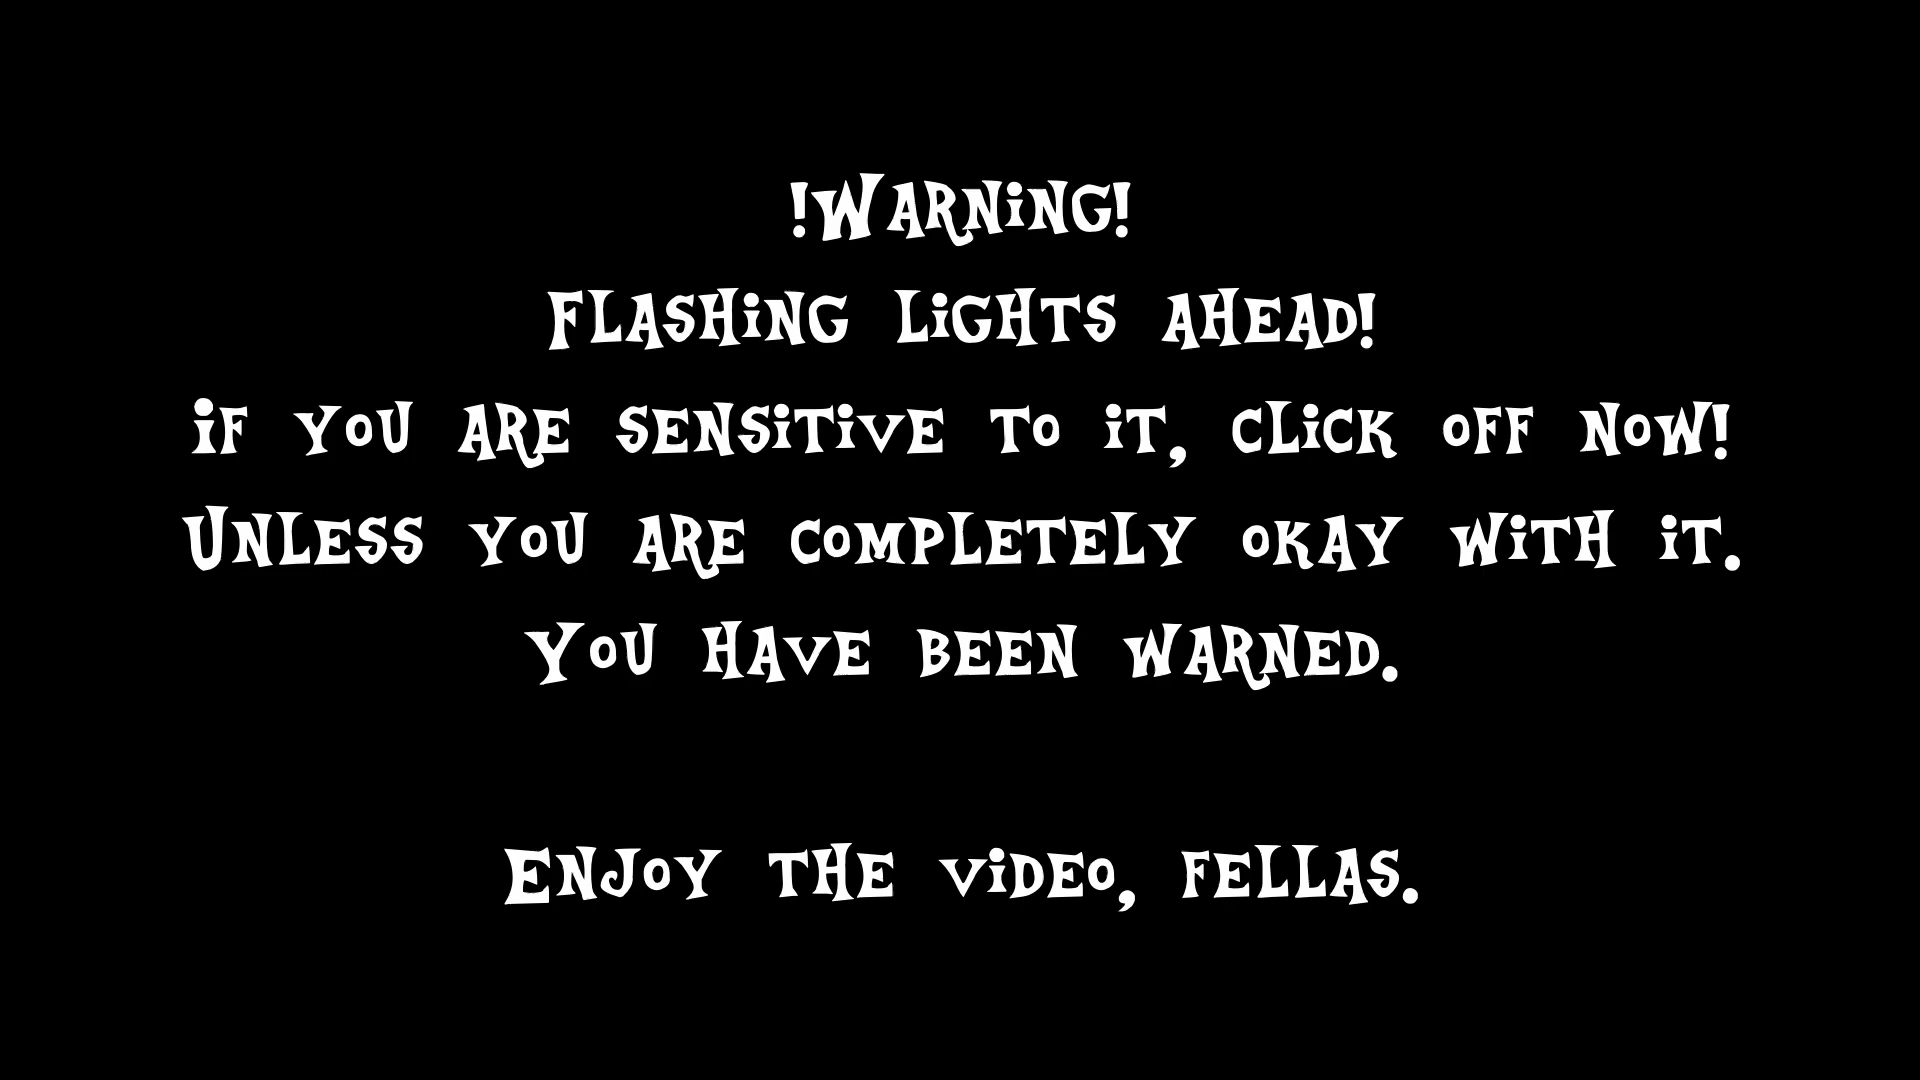 !Warning!
Flashing lights ahead!
If you are sensitive to it, click off now!
Unless you are completely okay with it.
You have been warned.
Enjoy the video, fellas.